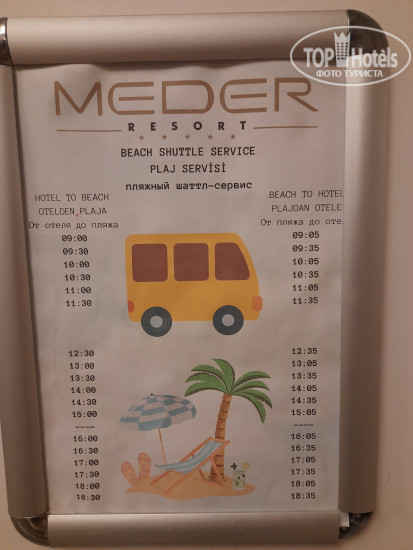 TOP Hotels
ФОТО ТУРИСТА
MEDER
RESORT
BEACH SHUTTLE SERVICE
PLAJ SERVİSİ
пляжный шаттл-сервис
HOTEL TO BEACH
OTELDEN PLAJA
От отеля до пляжа
09:00
09:30
10:00
10:30
11:00
11:30
12:30
13:00
13:30
14:00
14:30
15:00
-----
16:00
16:30
17:00
17:30
18:00
18:30
BEACH TO HOTEL
PLAJDAN OTELE
От пляжа до оте
09:05
09:35
10:05
10:35
11:05
11:35
12:35
13:05
13:35
14:05
14:35
15:05
-----
16:05
16:35
17:05
17:35
18:05
18:35